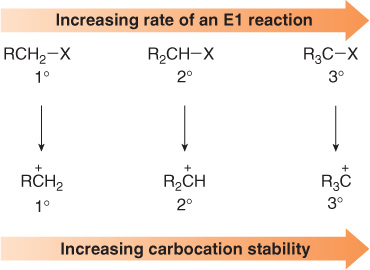 Increasing rate of an E1 reaction
RCH₂–X R₂CH–X R₃C–X
1° 2° 3°
+ + +
RCH₂ R₂CH R₃C
1° 2° 3°
Increasing carbocation stability